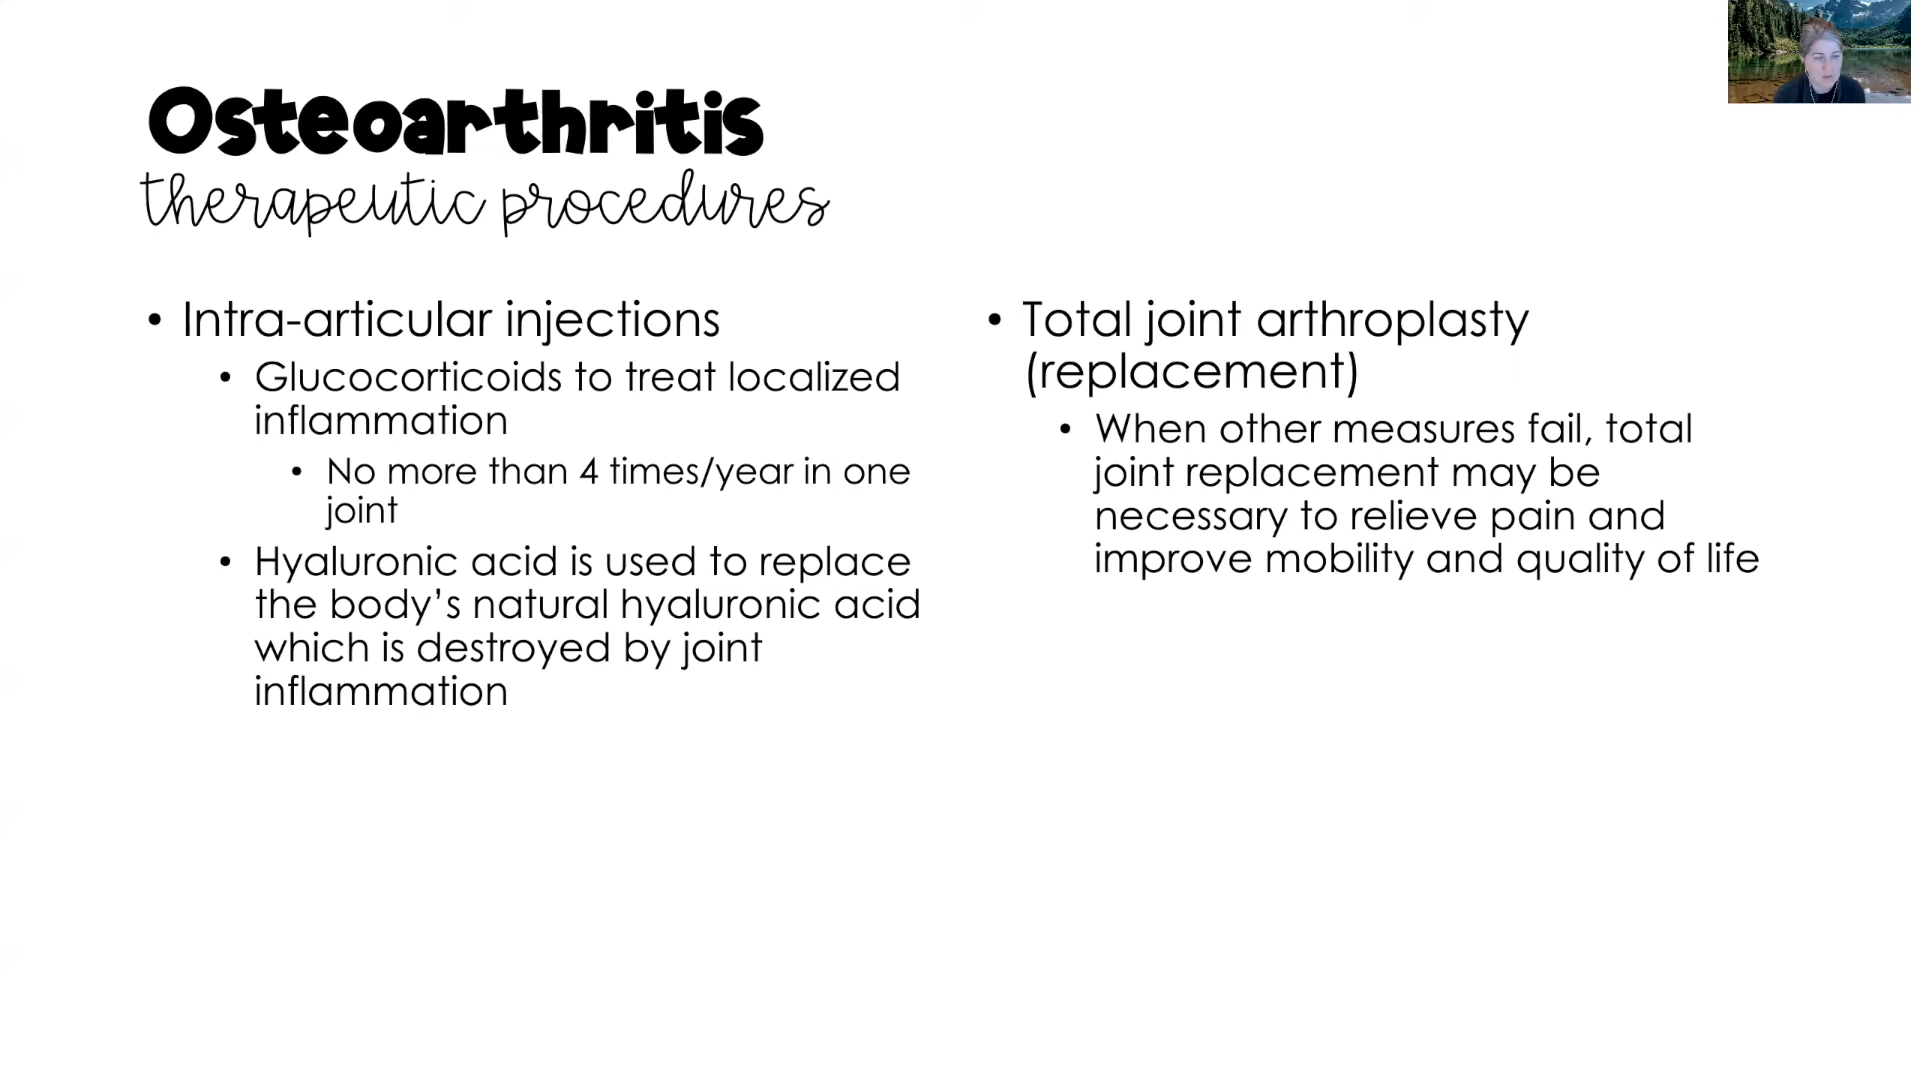 Osteoarthritis
therapeutic procedures
• Intra-articular injections
• Glucocorticoids to treat localized
inflammation
• No more than 4 times/year in one
joint
• Hyaluronic acid is used to replace
the body’s natural hyaluronic acid
which is destroyed by joint
inflammation
• Total joint arthroplasty
(replacement)
• When other measures fail, total
joint replacement may be
necessary to relieve pain and
improve mobility and quality of life